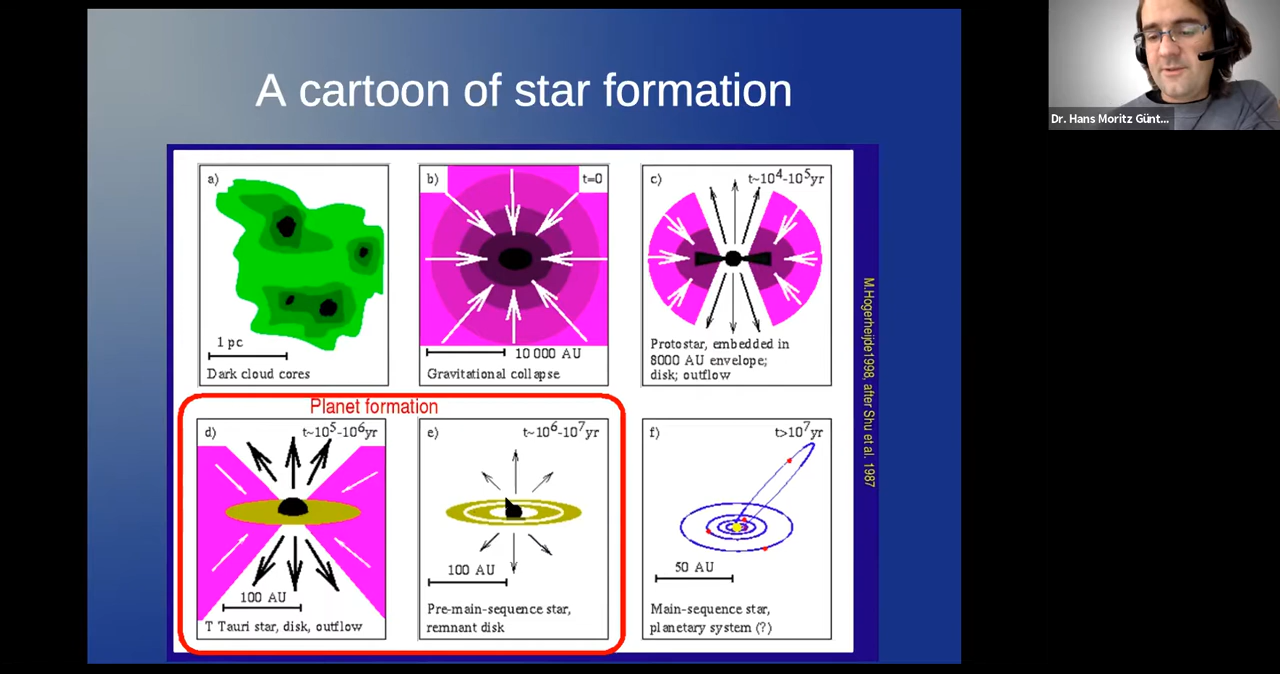 A cartoon of star formation
Dr. Hans Moritz Günt...
a)
1 pc
Dark cloud cores
b)
t=0
10 000 AU
Gravitational collapse
c)
t~10⁴-10⁵yr
Protostar, embedded in
8000 AU envelope;
disk; outflow
M.Hogerheijde1998, after Shu et al. 1987
Planet formation
d)
t~10⁵-10⁶yr
100 AU
T Tauri star, disk, outflow
e)
t~10⁶-10⁷yr
100 AU
Pre-main-sequence star,
remnant disk
f)
t>10⁷yr
50 AU
Main-sequence star,
planetary system (?)